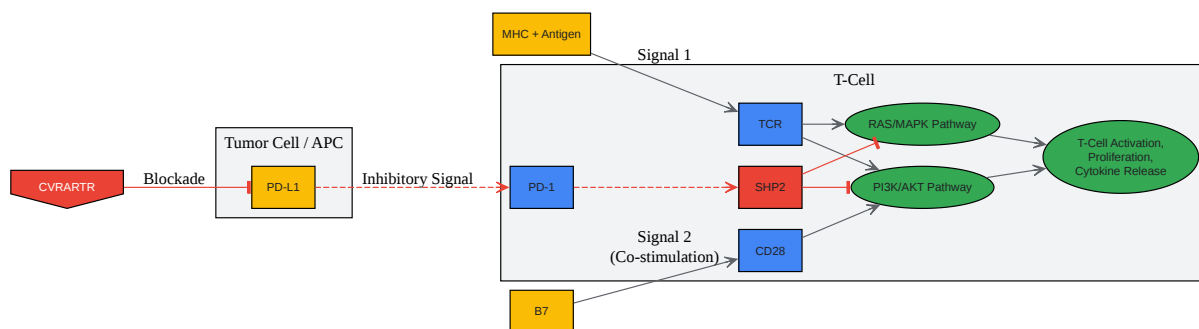 MHC + Antigen
Signal 1
T-Cell
Tumor Cell / APC
CVRARTR
Blockade
PD-L1
Inhibitory Signal
PD-1
TCR
SHP2
CD28
RAS/MAPK Pathway
PI3K/AKT Pathway
T-Cell Activation,
Proliferation,
Cytokine Release
Signal 2
(Co-stimulation)
B7